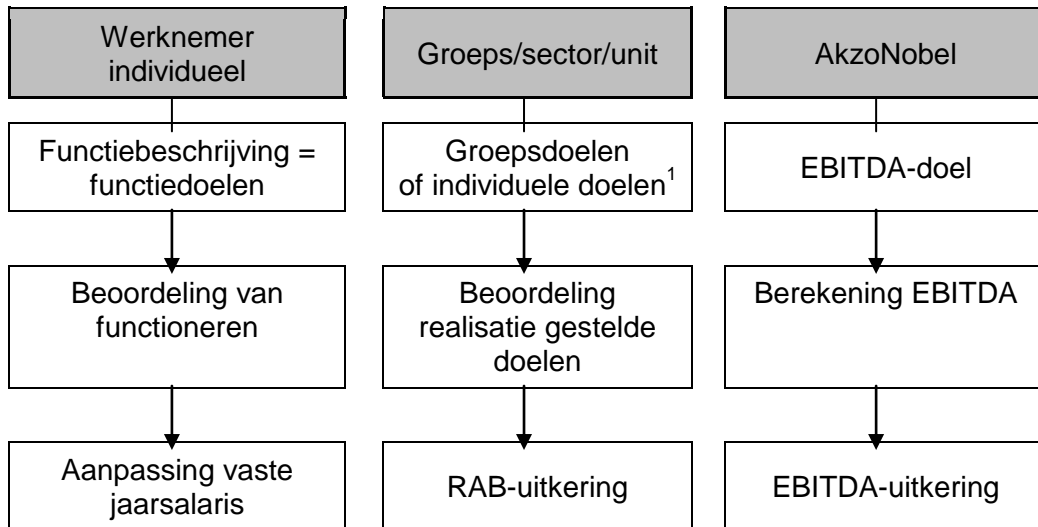 Werknemer
individueel
Groeps/sector/unit
AkzoNobel
Functiebeschrijving =
functiedoelen
Groepsdoelen
of individuele doelen¹
EBITDA-doel
Beoordeling van
functioneren
Beoordeling
realisatie gestelde
doelen
Berekening EBITDA
Aanpassing vaste
jaarsalaris
RAB-uitkering
EBITDA-uitkering